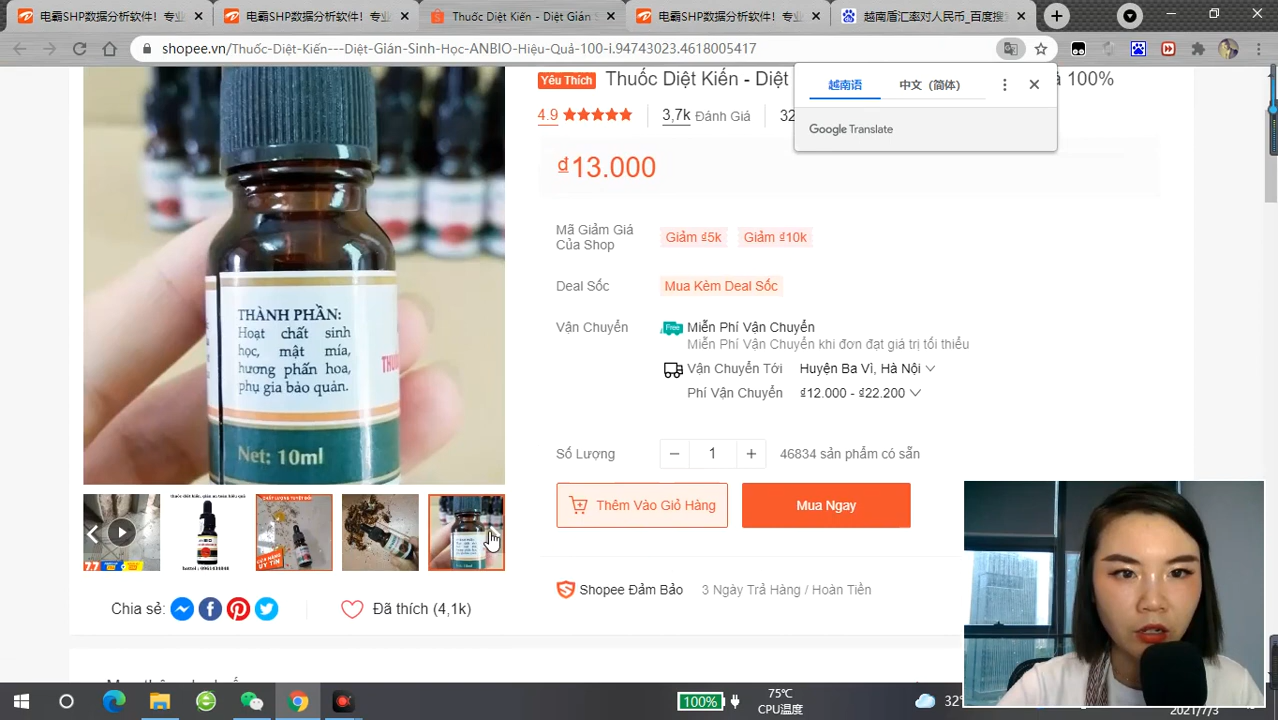 电霸SHP数据分析软件！专业
电霸SHP数据分析软件！专业
Thuốc Diệt Kiến - Diệt Gián S
电霸SHP数据分析软件！专业
越南盾汇率对人民币_百度搜
shopee.vn/Thuốc-Diệt-Kiến---Diệt-Gián-Sinh-Học-ANBIO-Hiệu-Quả-100-i.94743023.4618005417
越南语 中文（简体）
Google Translate
Yêu Thích Thuốc Diệt Kiến - Diệt 100%
4.9 3,7k Đánh Giá 32
₫13.000
Mã Giảm Giá
Của Shop
Giảm ₫5k Giảm ₫10k
Deal Sốc Mua Kèm Deal Sốc
Vận Chuyển Free Miễn Phí Vận Chuyển
Miễn Phí Vận Chuyển khi đơn đạt giá trị tối thiểu
Vận Chuyển Tới Huyện Ba Vì, Hà Nội
Phí Vận Chuyển ₫12.000 - ₫22.200
Số Lượng 1 46834 sản phẩm có sẵn
Thêm Vào Giỏ Hàng Mua Ngay
Shopee Đảm Bảo 3 Ngày Trả Hàng / Hoàn Tiền
THÀNH PHẦN:
Hoạt chất sinh
học, mật mía,
hương phấn hoa,
phụ gia bảo quản.
Net: 10ml
Chia sẻ: Đã thích (4,1k)
100%
75℃
CPU温度
32
2021/7/3